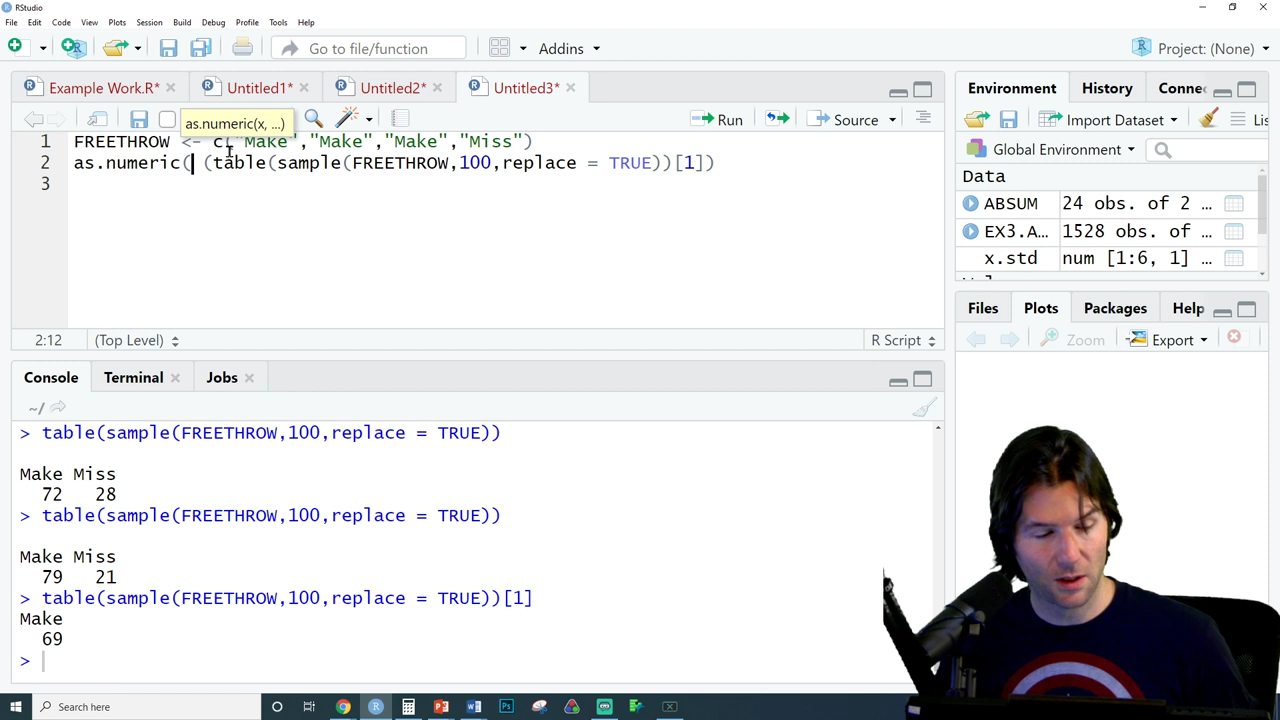 RStudio
File Edit Code View Plots Session Build Debug Profile Tools Help
Go to file/function Addins Project: (None)
Example Work.R* Untitled1* Untitled2* Untitled3*
Environment History Connec
as.numeric(x, ...)
Run Source
Import Dataset Lis
1 FREETHROW <- c("Make","Make","Make","Miss")
2 as.numeric( (table(sample(FREETHROW,100,replace = TRUE))[1])
3
Global Environment
Data
ABSUM 24 obs. of 2 ...
EX3.A... 1528 obs. of ...
x.std num [1:6, 1] ...
2:12 (Top Level) R Script
Files Plots Packages Help
Zoom Export
Console Terminal Jobs
~/
> table(sample(FREETHROW,100,replace = TRUE))
Make Miss
72 28
> table(sample(FREETHROW,100,replace = TRUE))
Make Miss
79 21
> table(sample(FREETHROW,100,replace = TRUE))[1]
Make
69
>
Search here